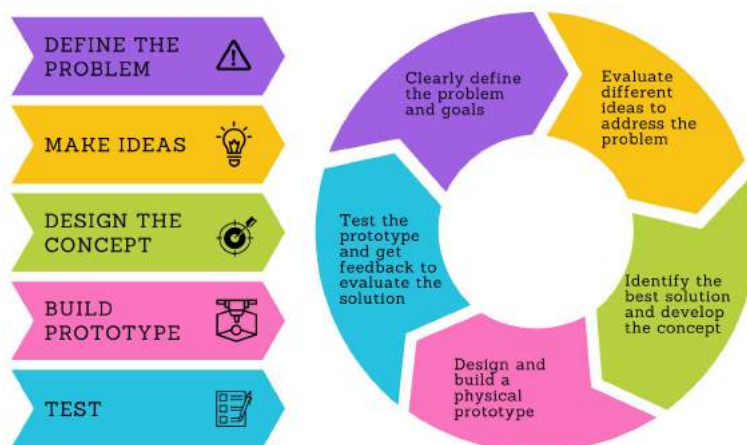 DEFINE THE
PROBLEM
MAKE IDEAS
DESIGN THE
CONCEPT
BUILD
PROTOTYPE
TEST
Clearly define
the problem
and goals
Evaluate
different
ideas to
address the
problem
Identify the
best solution
and develop
the concept
Design and
build a
physical
prototype
Test the
prototype
and get
feedback to
evaluate the
solution